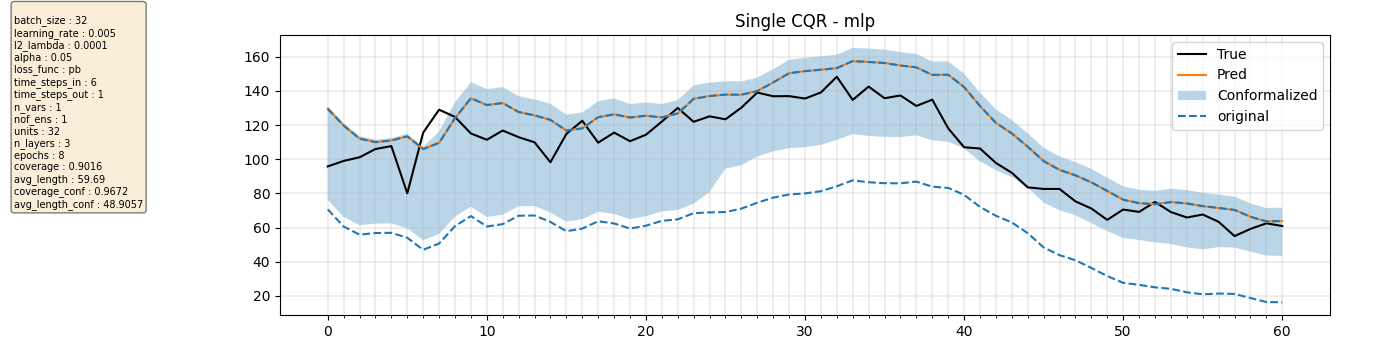 batch_size : 32
learning_rate : 0.005
l2_lambda : 0.0001
alpha : 0.05
loss_func : pb
time_steps_in : 6
time_steps_out : 1
n_vars : 1
nof_ens : 1
units : 32
n_layers : 3
epochs : 8
coverage : 0.9016
avg_length : 59.69
coverage_conf : 0.9672
avg_length_conf : 48.9057
Single CQR - mlp
True
Pred
Conformalized
original
160
140
120
100
80
60
40
20
0 10 20 30 40 50 60